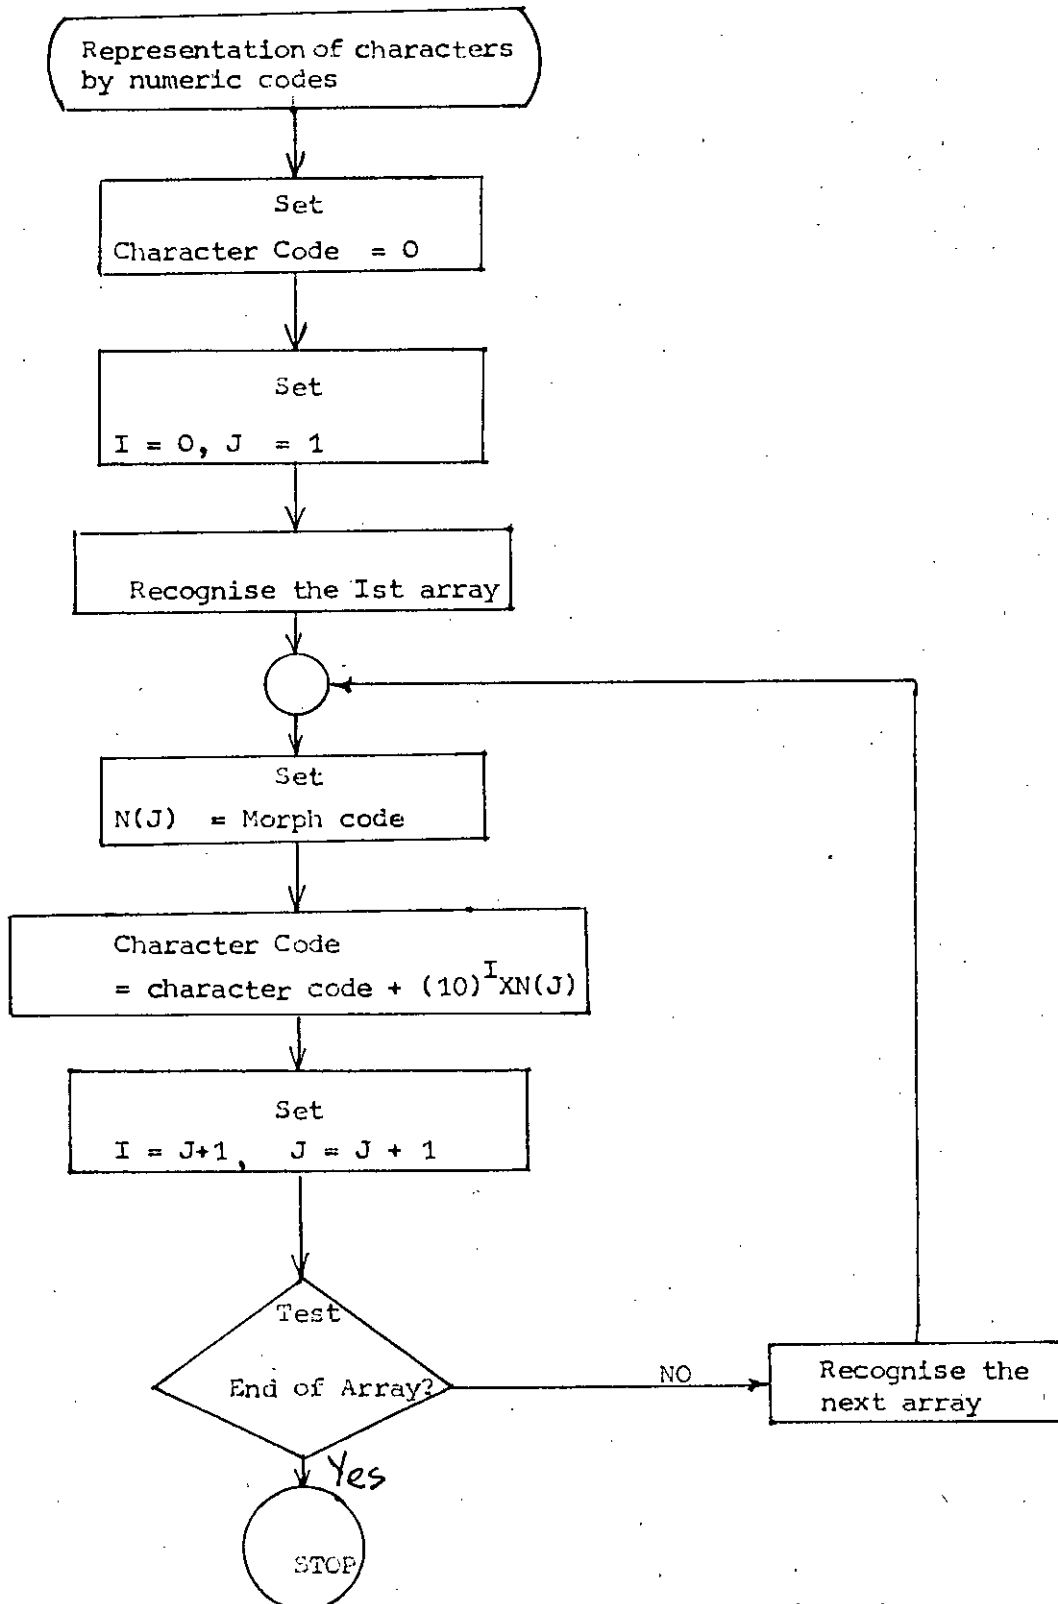 Representation of characters
by numeric codes
Set
Character Code = 0
Set
I = 0, J = 1
Recognise the Ist array
Set
N(J) = Morph code
Character Code
= character code + (10)^I XN(J)
Set
I = J+1, J = J + 1
Test
End of Array?
NO
Recognise the
next array
Yes
STOP